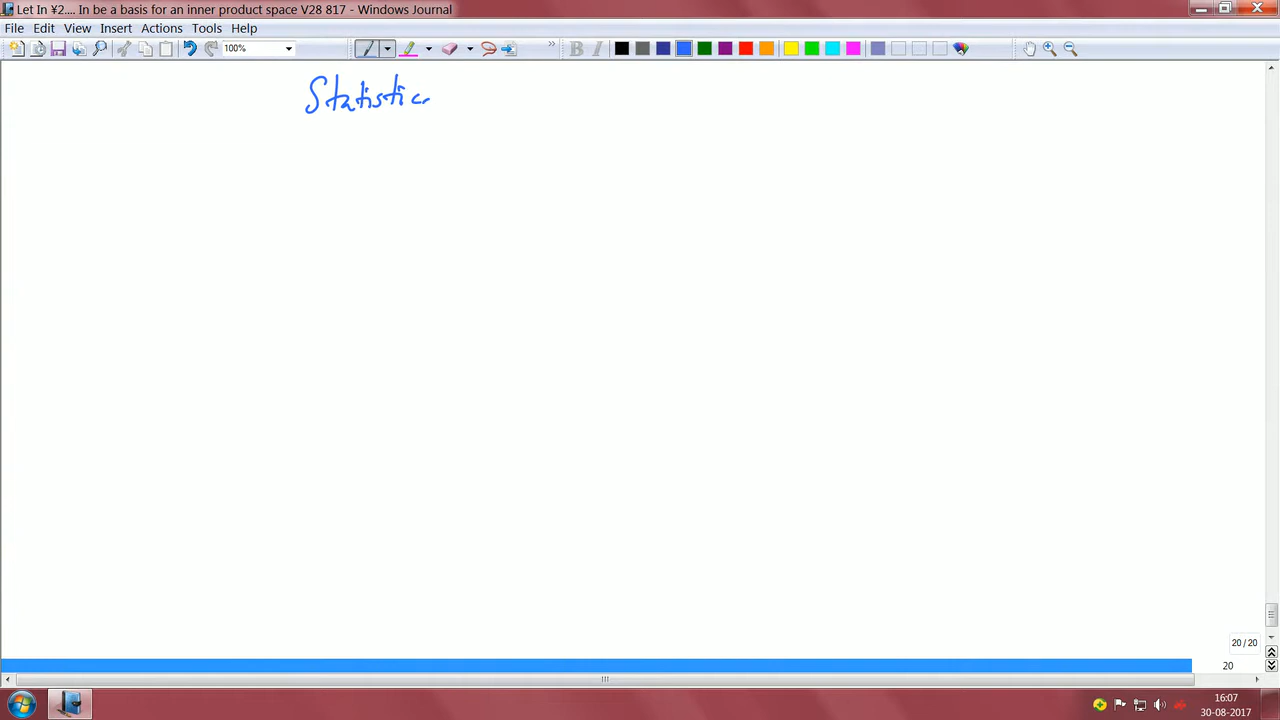 Let In ¥2.... In be a basis for an inner product space V28 817 - Windows Journal
File Edit View Insert Actions Tools Help
100% B I
Statistic
20 / 20
20
16:07
30-08-2017